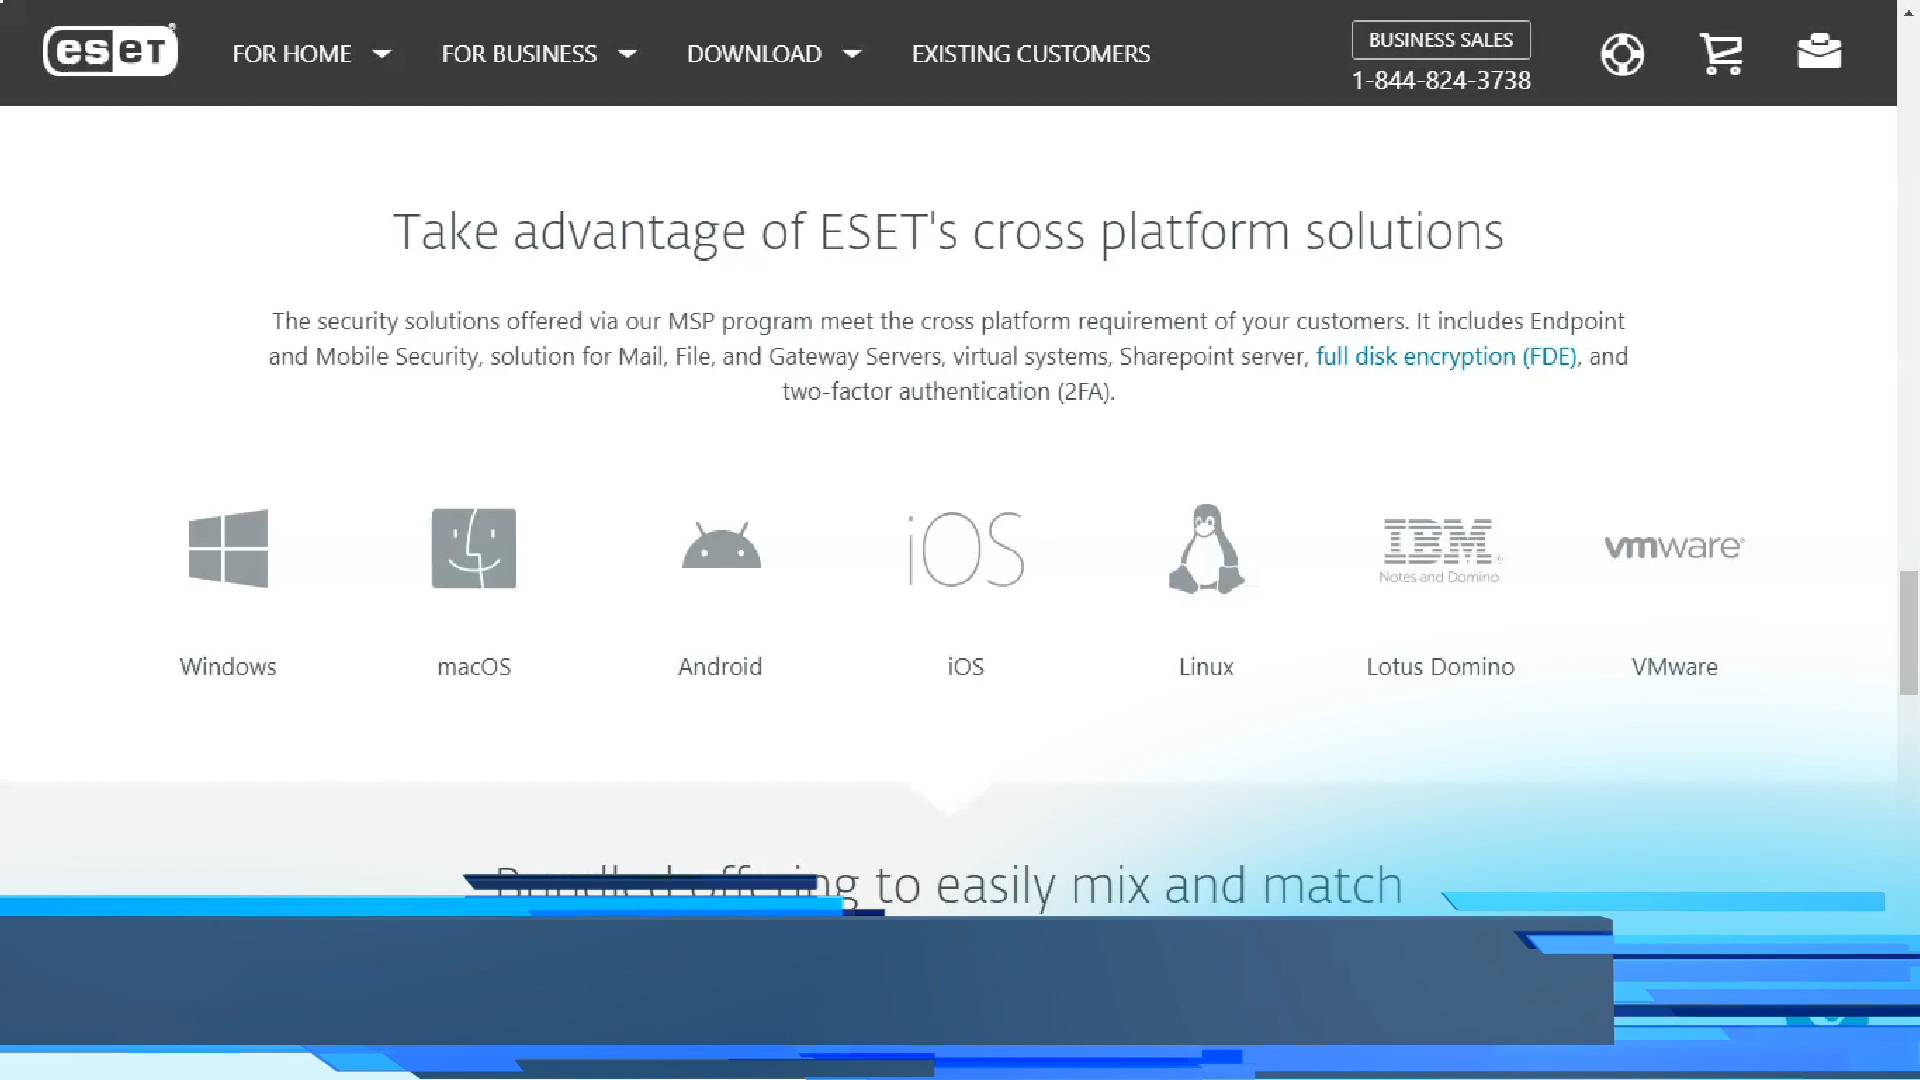 eset
FOR HOME
FOR BUSINESS
DOWNLOAD
EXISTING CUSTOMERS
BUSINESS SALES
1-844-824-3738
Take advantage of ESET's cross platform solutions
The security solutions offered via our MSP program meet the cross platform requirement of your customers. It includes Endpoint
and Mobile Security, solution for Mail, File, and Gateway Servers, virtual systems, Sharepoint server, full disk encryption (FDE), and
two-factor authentication (2FA).
iOS
IBM
Notes and Domino
vmware
Windows
macOS
Android
iOS
Linux
Lotus Domino
VMware
Bundled offering to easily mix and match